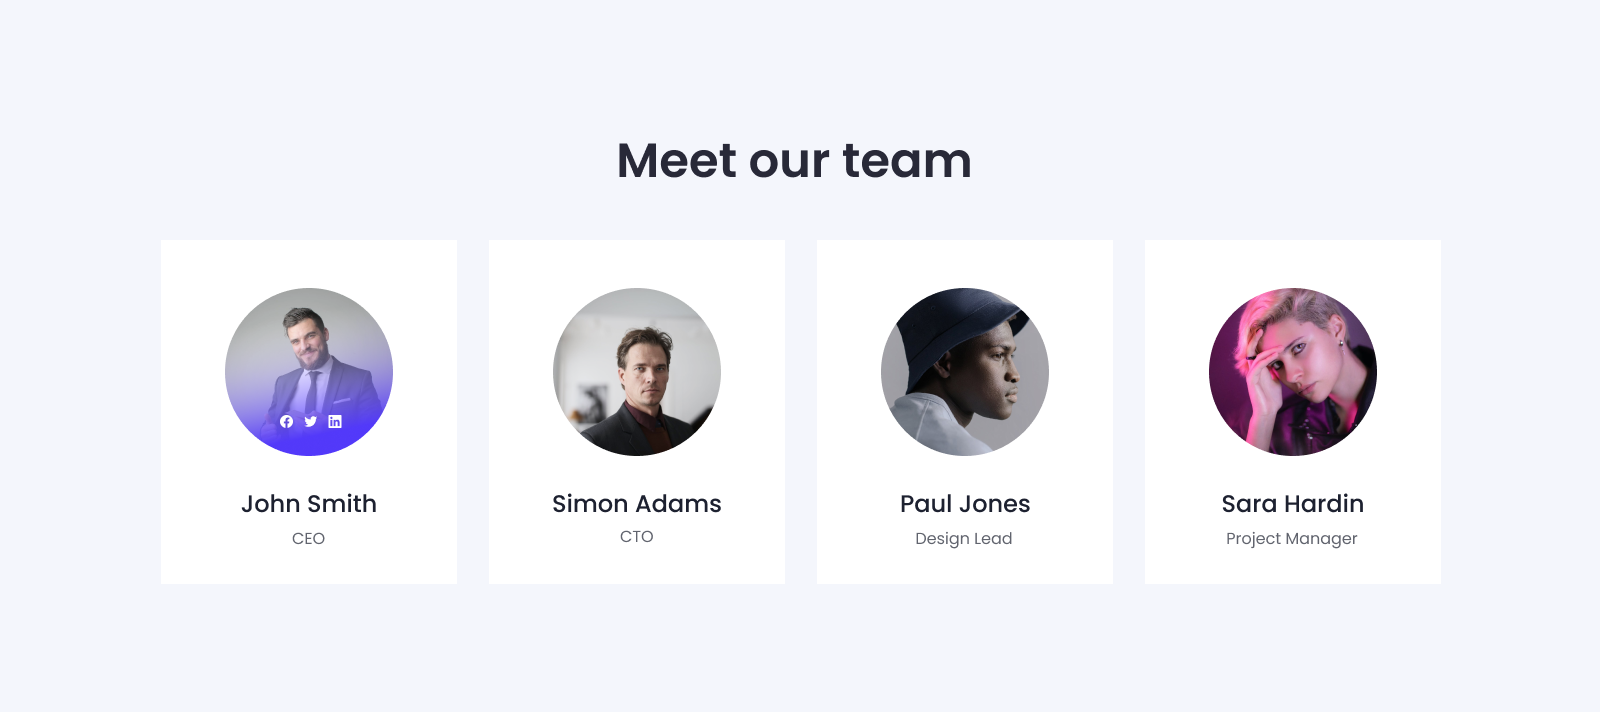 Meet our team
John Smith
CEO
Simon Adams
CTO
Paul Jones
Design Lead
Sara Hardin
Project Manager